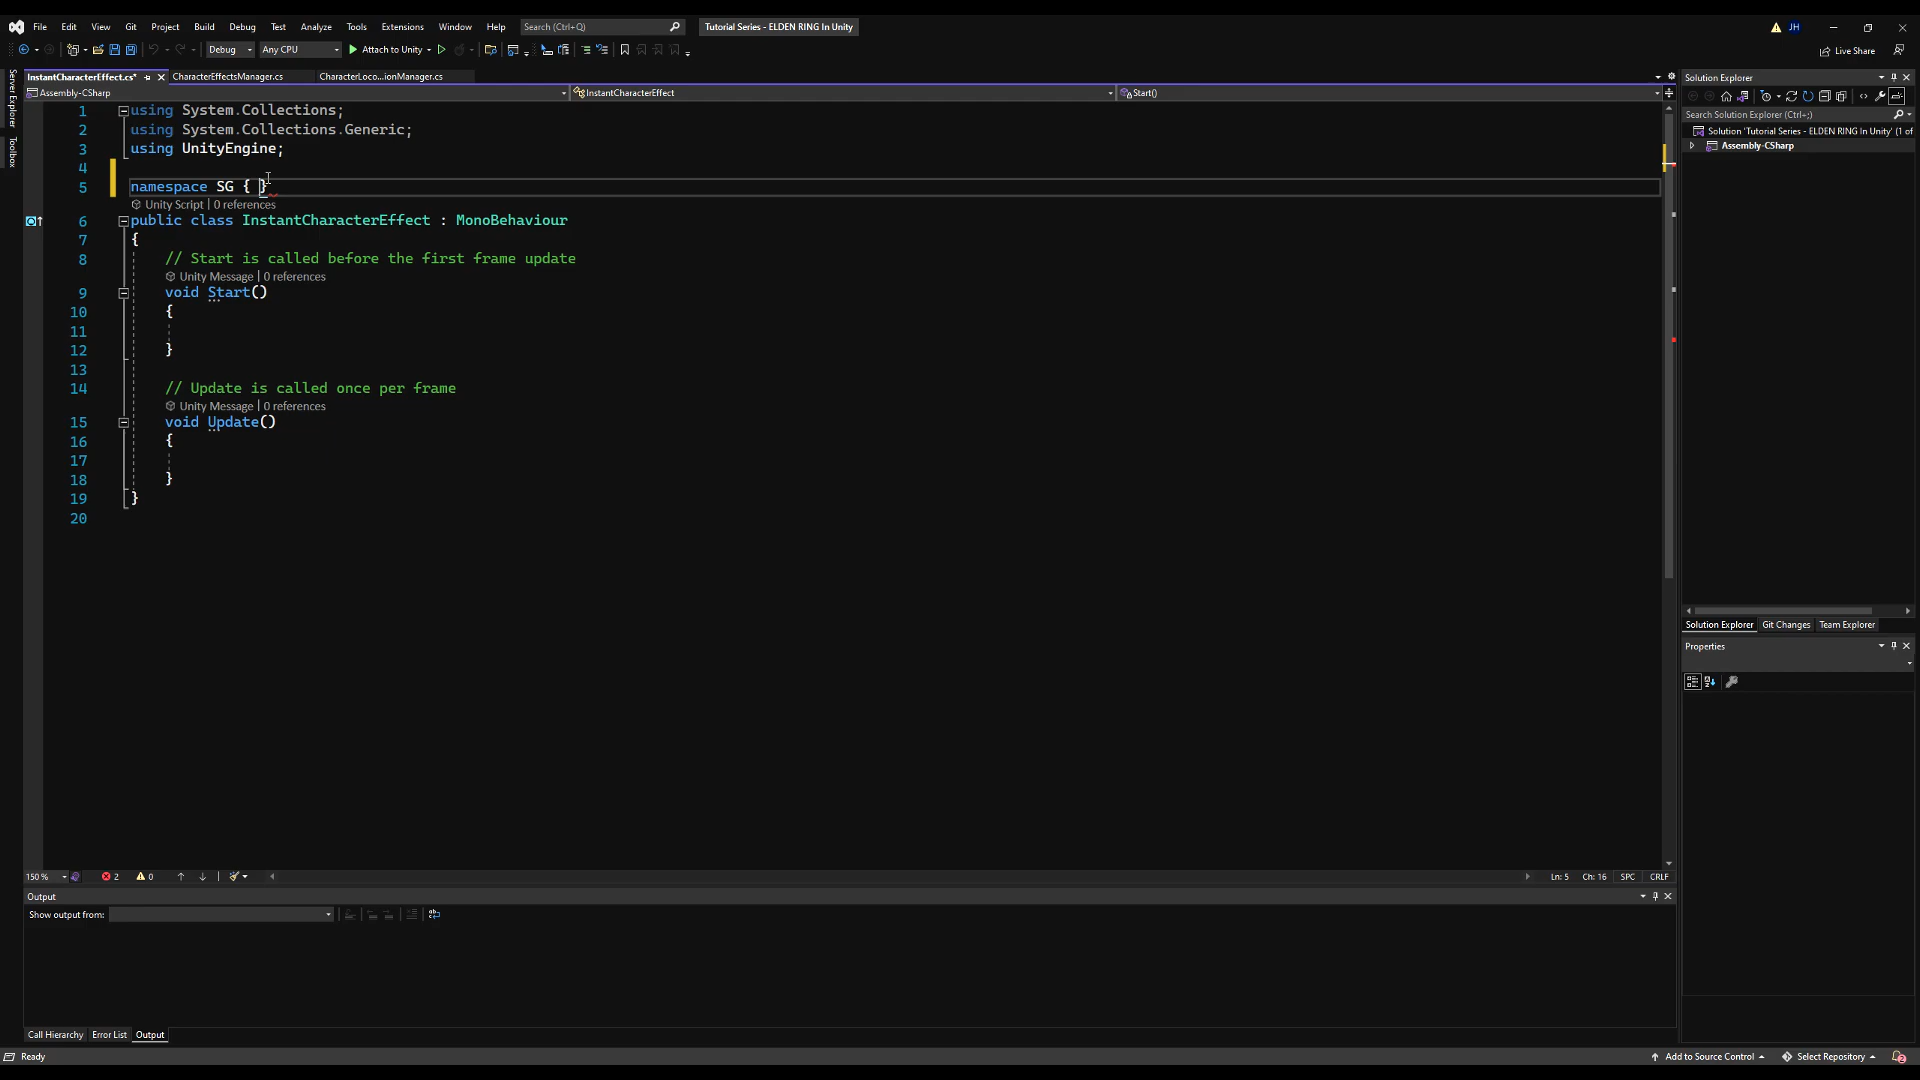 File Edit View Git Project Build Debug Test Analyze Tools Extensions Window Help Search (Ctrl+Q) Tutorial Series - ELDEN RING In Unity JH
Debug Any CPU Attach to Unity Live Share
InstantCharacterEffect.cs* CharacterEffectsManager.cs CharacterLoco...ionManager.cs
Assembly-CSharp InstantCharacterEffect Start()
Server Explorer
Toolbox
1 using System.Collections;
2 using System.Collections.Generic;
3 using UnityEngine;
4
5 namespace SG { }
Unity Script | 0 references
6 public class InstantCharacterEffect : MonoBehaviour
7 {
8 // Start is called before the first frame update
Unity Message | 0 references
9 void Start()
10 {
11
12 }
13
14 // Update is called once per frame
Unity Message | 0 references
15 void Update()
16 {
17
18 }
19 }
20
150 % 2 0 Ln: 5 Ch: 16 SPC CRLF
Output
Show output from:
Call Hierarchy Error List Output
Ready Add to Source Control Select Repository 2
Solution Explorer
Search Solution Explorer (Ctrl+;)
Solution 'Tutorial Series - ELDEN RING In Unity' (1 of
Assembly-CSharp
Solution Explorer Git Changes Team Explorer
Properties